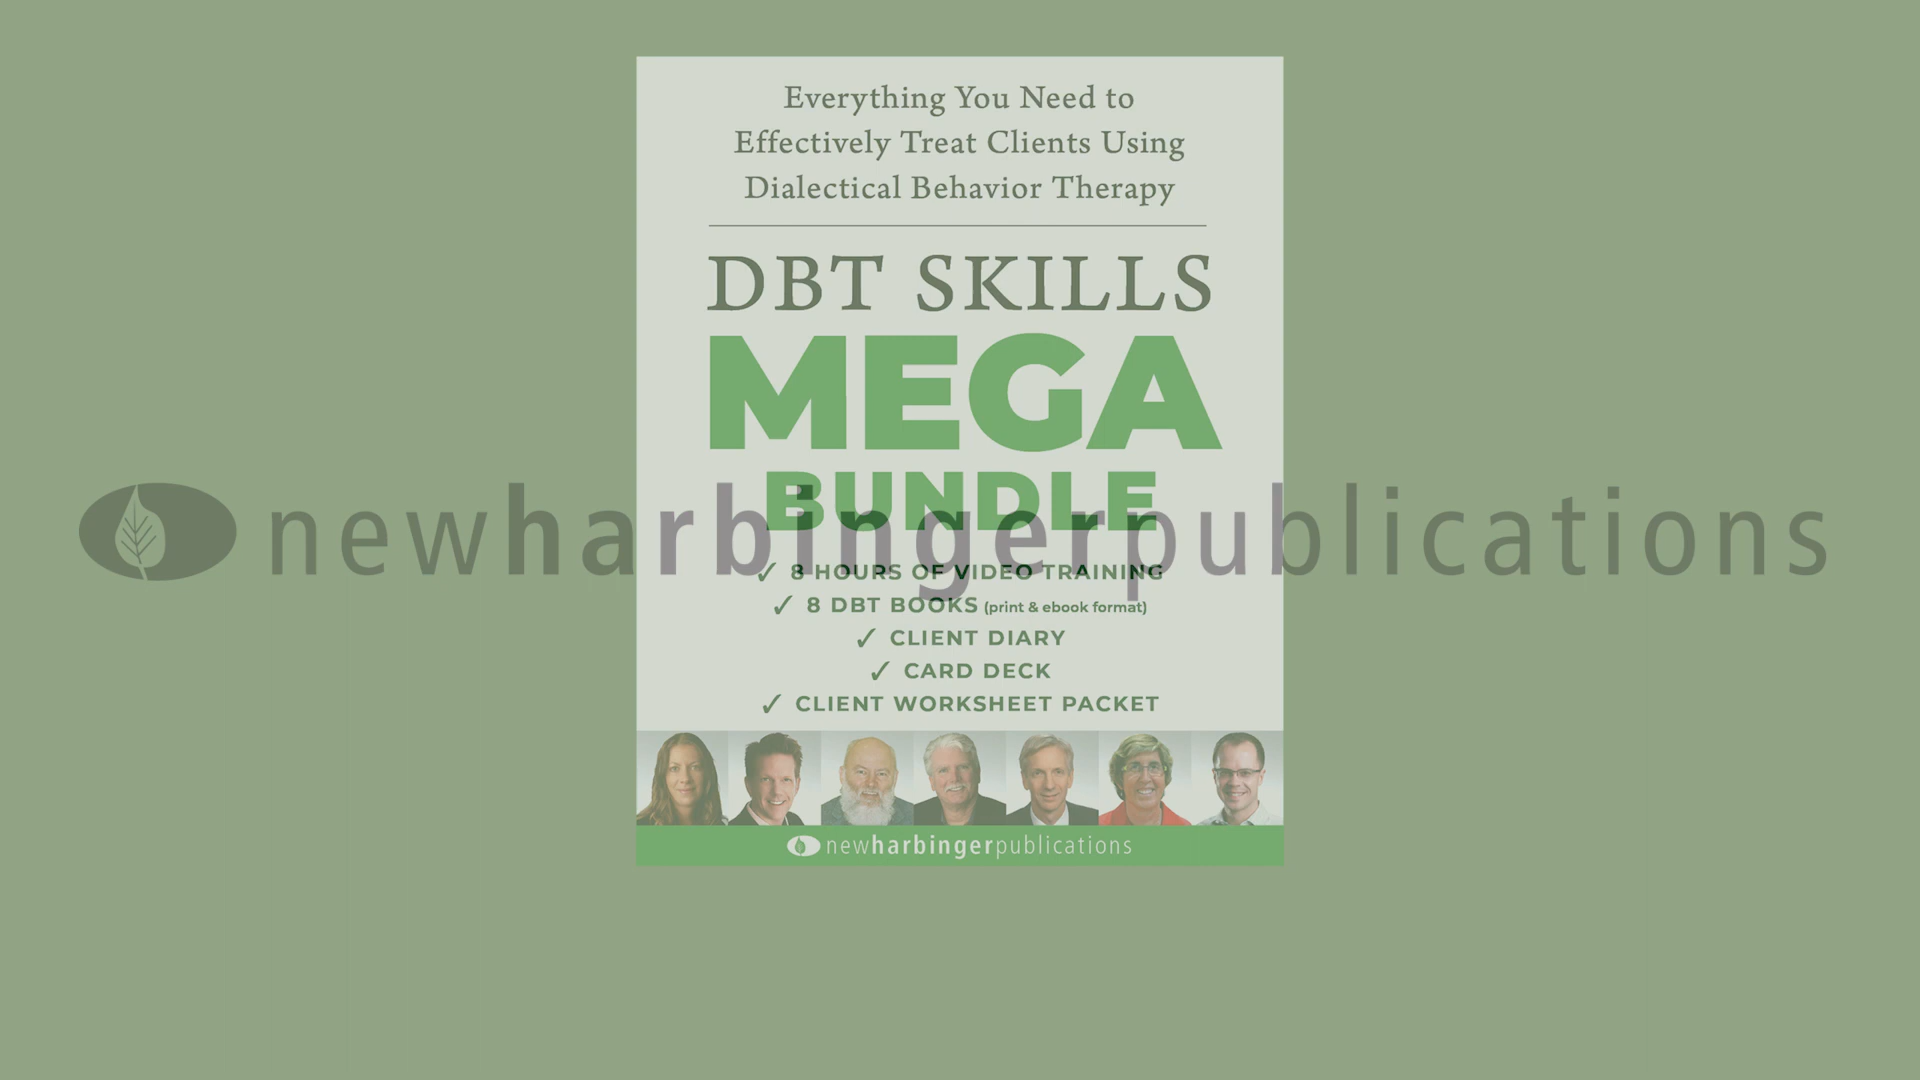 Everything You Need to
Effectively Treat Clients Using
Dialectical Behavior Therapy
DBT SKILLS
MEGA
BUNDLE
newharbingerpublications
✓ 8 HOURS OF VIDEO TRAINING
✓ 8 DBT BOOKS (print & ebook format)
✓ CLIENT DIARY
✓ CARD DECK
✓ CLIENT WORKSHEET PACKET
newharbingerpublications